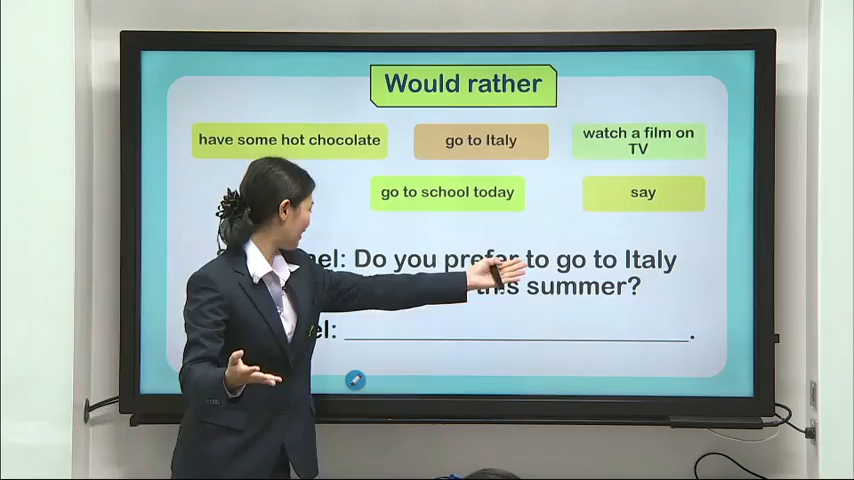 Would rather
have some hot chocolate
go to Italy
watch a film on
TV
go to school today
say
Do you prefer to go to Italy
this summer?
.